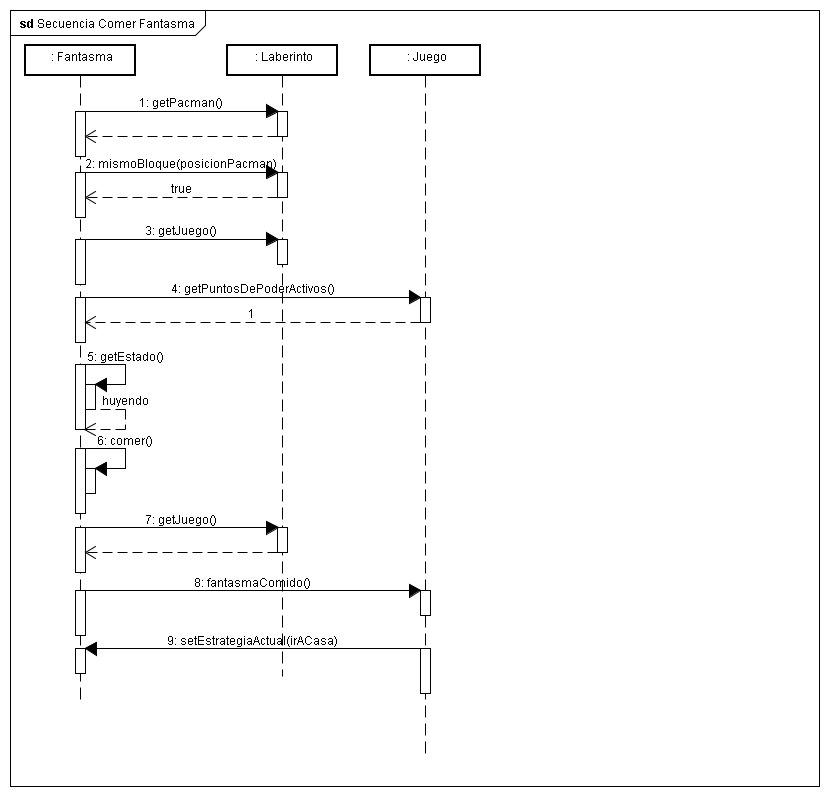 sd Secuencia Comer Fantasma
: Fantasma
: Laberinto
: Juego
1: getPacman()
2: mismoBloque(posicionPacman)
true
3: getJuego()
4: getPuntosDePoderActivos()
1
5: getEstado()
huyendo
6: comer()
7: getJuego()
8: fantasmaComido()
9: setEstrategiaActual(irACasa)